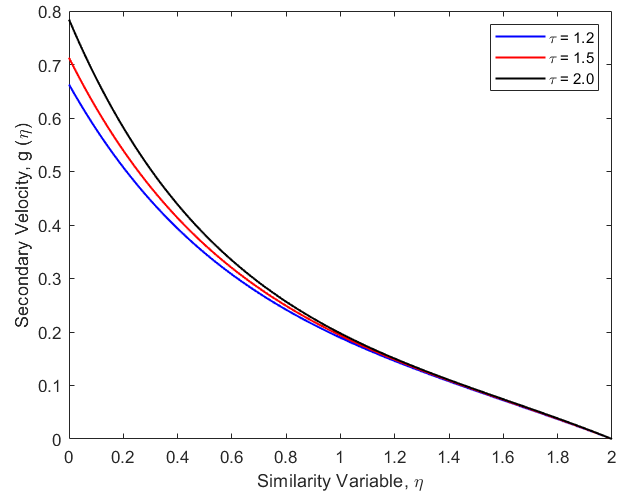 0.8
0.7
0.6
0.5
0.4
0.3
0.2
0.1
0
Secondary Velocity, g (η)
τ = 1.2
τ = 1.5
τ = 2.0
0 0.2 0.4 0.6 0.8 1 1.2 1.4 1.6 1.8 2
Similarity Variable, η